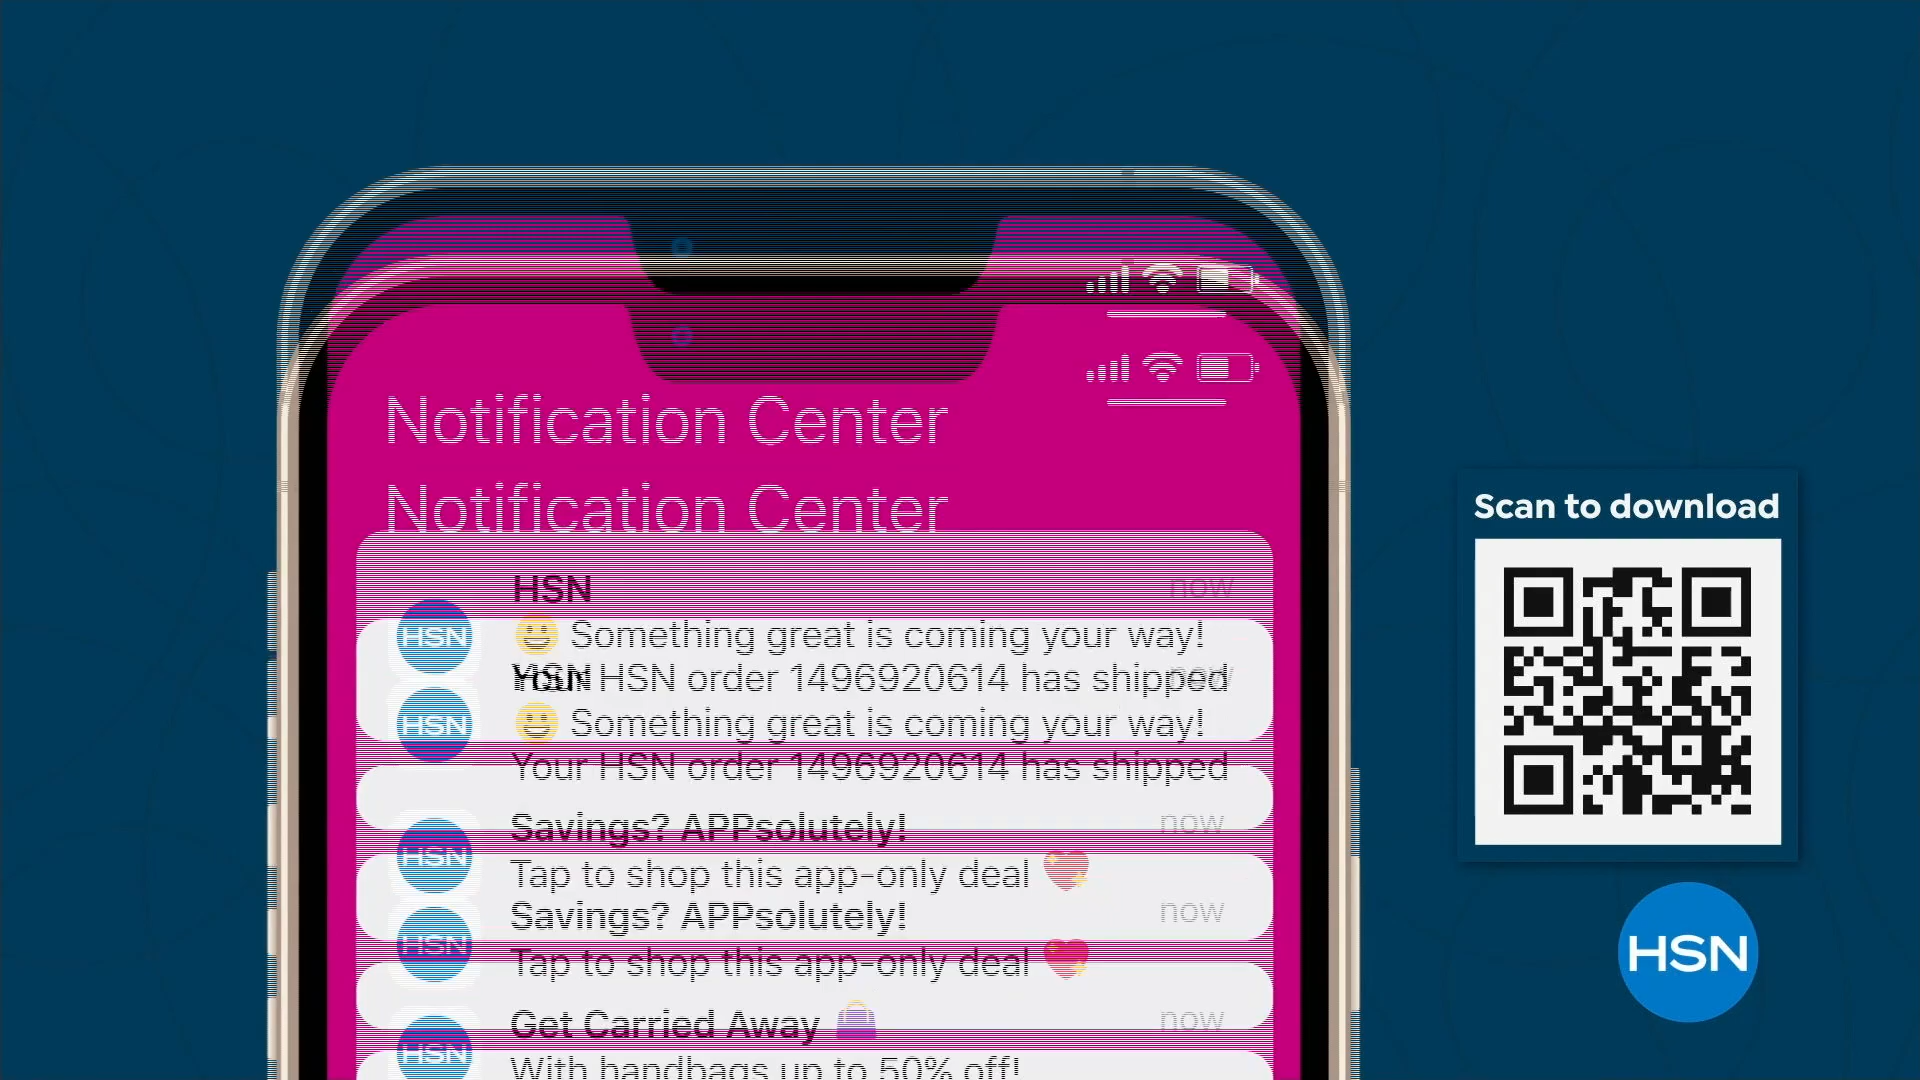 Notification Center
Notification Center
HSN
now
HSN
😀 Something great is coming your way!
Your HSN order 1496920614 has shipped
HSN
now
HSN
😀 Something great is coming your way!
Your HSN order 1496920614 has shipped
Savings? APPsolutely!
now
HSN
Tap to shop this app-only deal 💖
Savings? APPsolutely!
now
HSN
Tap to shop this app-only deal 💖
Get Carried Away 👜
now
HSN
With handbags up to 50% off!
Scan to download
HSN